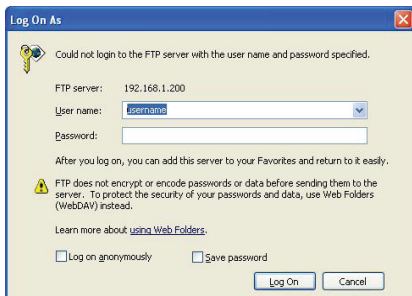 Log On As
Could not login to the FTP server with the user name and password specified.
FTP server: 192.168.1.200
User name: username
Password:
After you log on, you can add this server to your Favorites and return to it easily.
FTP does not encrypt or encode passwords or data before sending them to the
server. To protect the security of your passwords and data, use Web Folders
(WebDAV) instead.
Learn more about using Web Folders.
Log on anonymously Save password
Log On Cancel